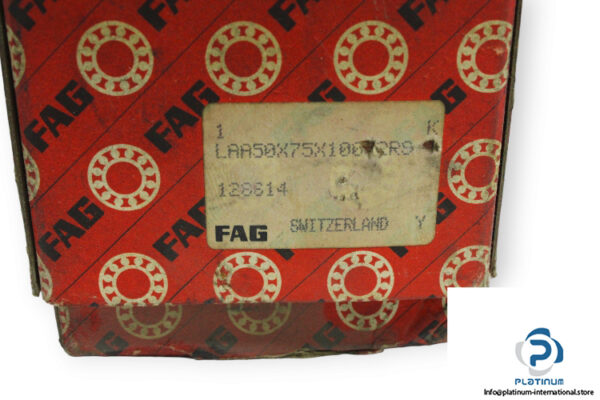 FAG
FAG
FAG
FAG
FAG
1 K
LAA50X75X100
128614
FAG SWITZERLAND Y
PLATINUM
Info@platinum-international.store